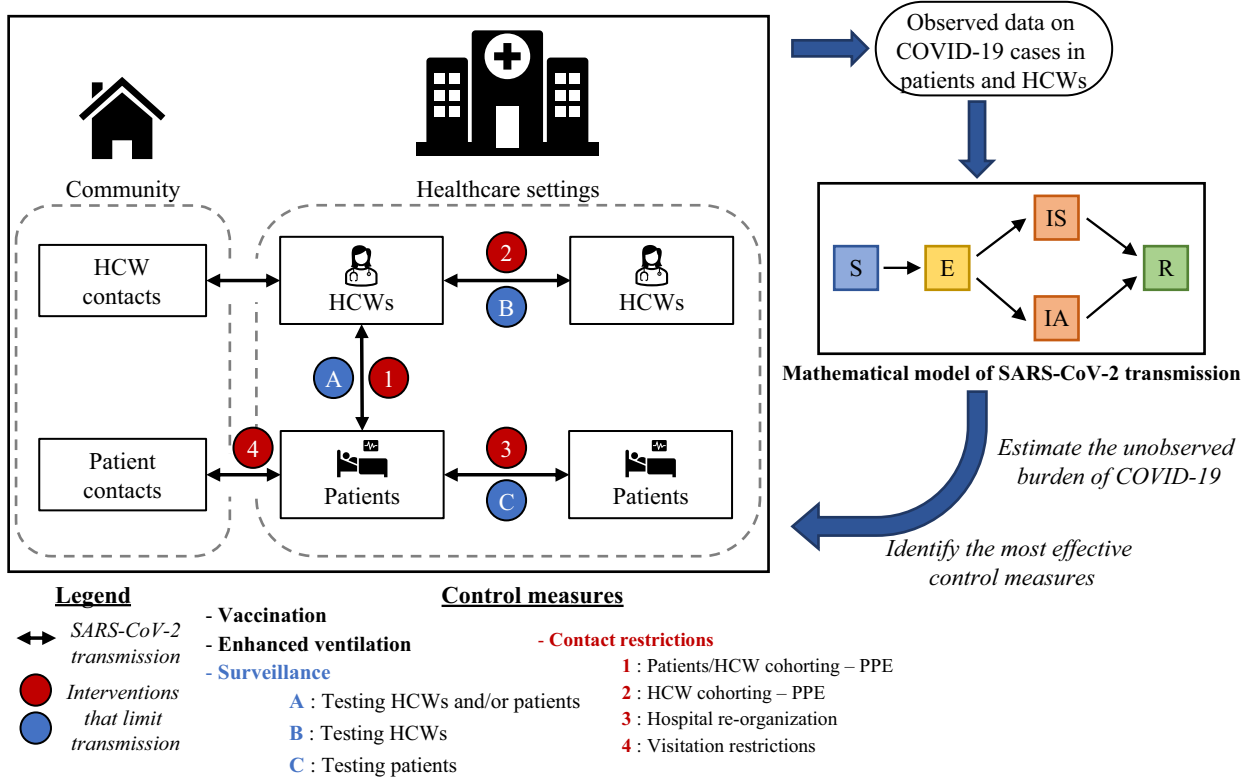 Community
Healthcare settings
HCW
contacts
HCWs
2
B
HCWs
A
1
Patient
contacts
4
Patients
3
C
Patients
Observed data on
COVID-19 cases in
patients and HCWs
S
E
IS
IA
R
Mathematical model of SARS-CoV-2 transmission
Estimate the unobserved
burden of COVID-19
Identify the most effective
control measures
Legend
SARS-CoV-2
transmission
Interventions
that limit
transmission
Control measures
- Vaccination
- Enhanced ventilation
- Surveillance
A : Testing HCWs and/or patients
B : Testing HCWs
C : Testing patients
- Contact restrictions
1 : Patients/HCW cohorting – PPE
2 : HCW cohorting – PPE
3 : Hospital re-organization
4 : Visitation restrictions